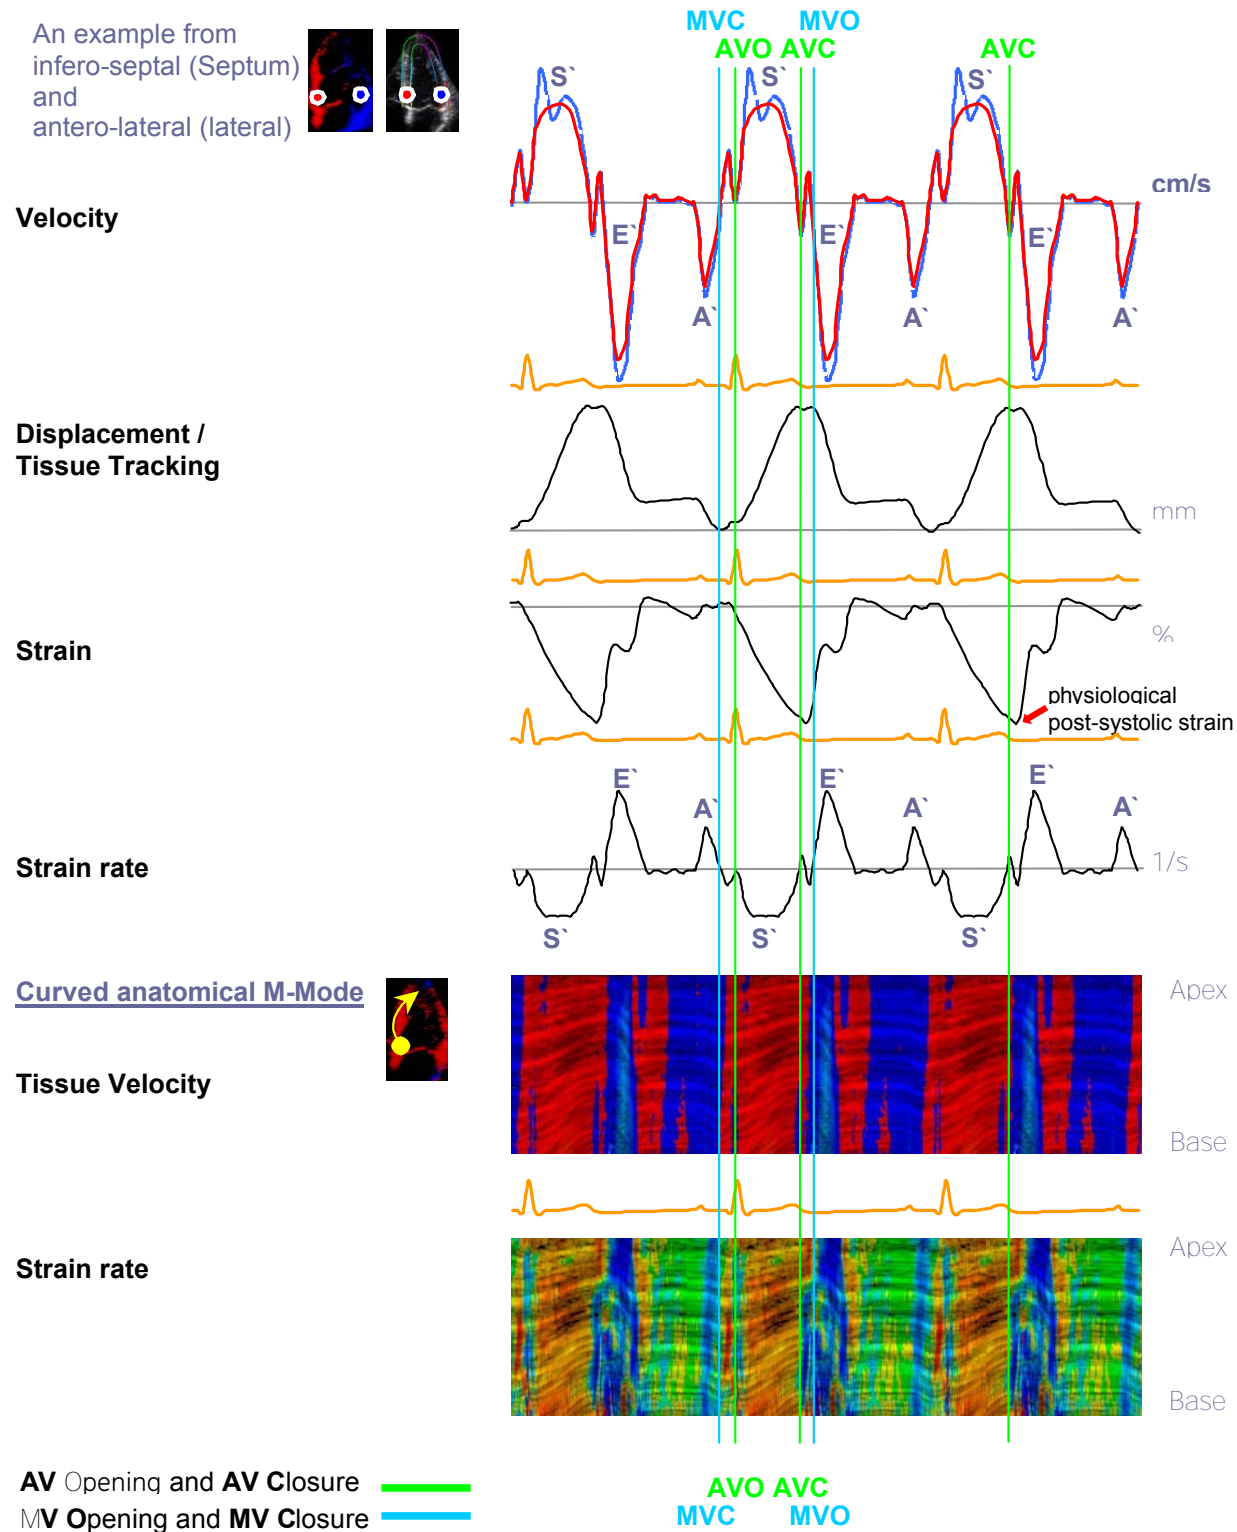 An example from
infero-septal (Septum)
and
antero-lateral (lateral)
MVC MVO
AVO AVC AVC
S` S` S`
cm/s
Velocity
E` E` E`
A` A` A`
Displacement /
Tissue Tracking
mm
%
Strain
physiological
post-systolic strain
E` E` E`
A` A` A`
Strain rate
1/s
S` S` S`
Curved anatomical M-Mode
Apex
Tissue Velocity
Base
Apex
Strain rate
Base
AV Opening and AV Closure
AVO AVC
MV Opening and MV Closure
MVC MVO